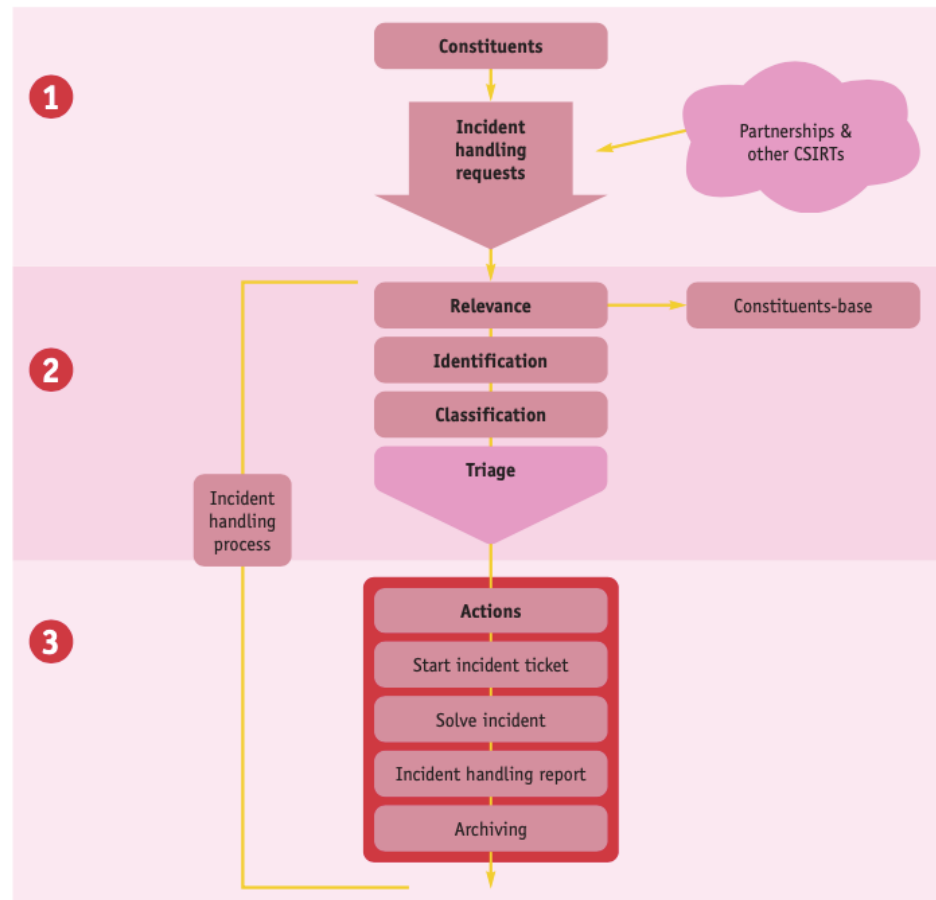 1
Constituents
Incident
handling
requests
Partnerships &
other CSIRTs
2
Relevance
Constituents-base
Identification
Classification
Triage
Incident
handling
process
3
Actions
Start incident ticket
Solve incident
Incident handling report
Archiving